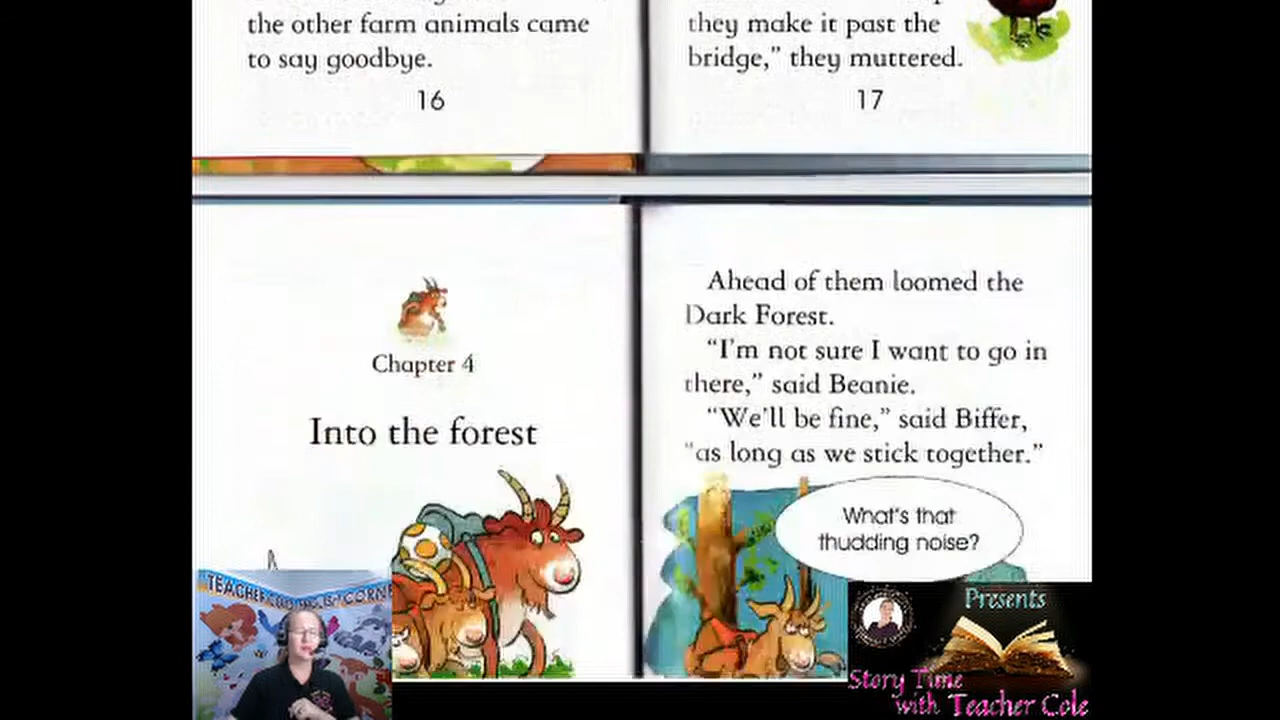 the other farm animals came
to say goodbye.
16
they make it past the
bridge,” they muttered.
17
Chapter 4
Into the forest
Ahead of them loomed the
Dark Forest.
“I’m not sure I want to go in
there,” said Beanie.
“We’ll be fine,” said Biffer,
“as long as we stick together.”
What’s that
thudding noise?
Presents
Story Time
with Teacher Cole